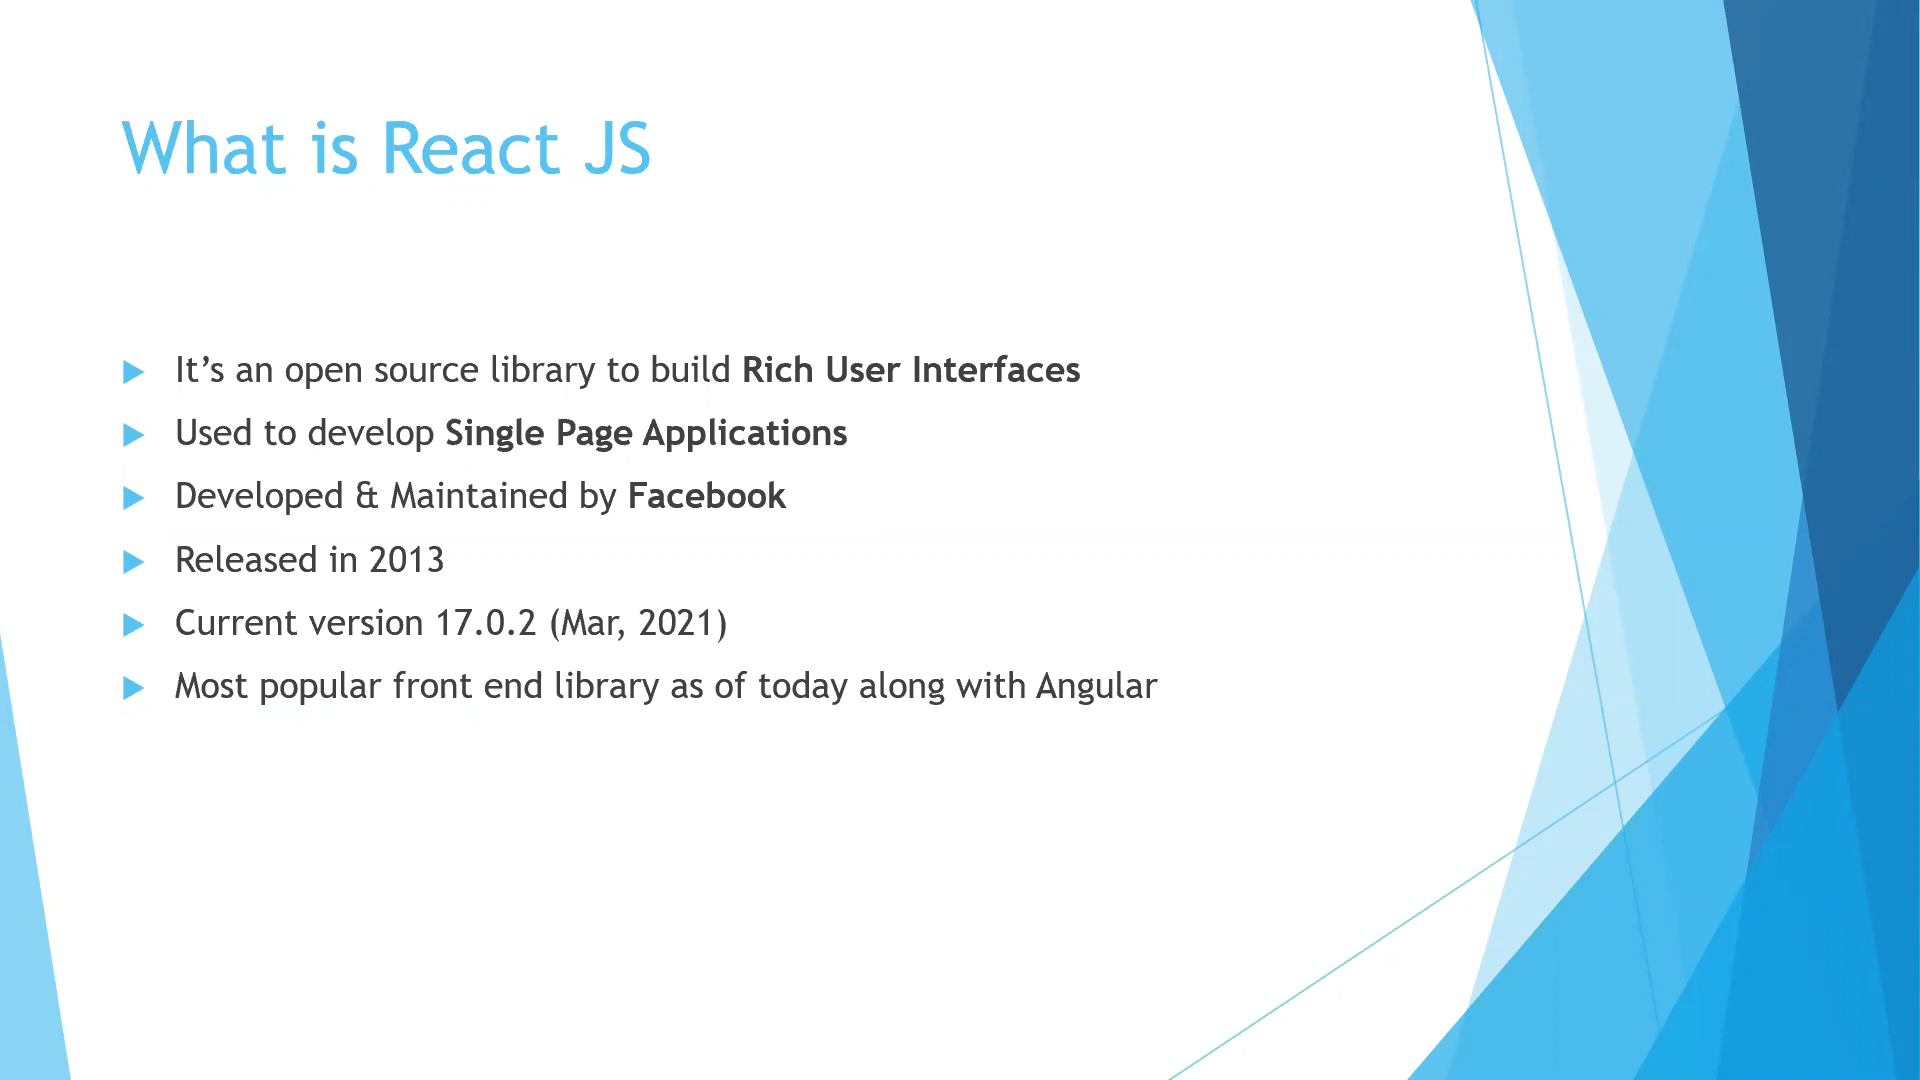 What is React JS
It’s an open source library to build Rich User Interfaces
Used to develop Single Page Applications
Developed & Maintained by Facebook
Released in 2013
Current version 17.0.2 (Mar, 2021)
Most popular front end library as of today along with Angular